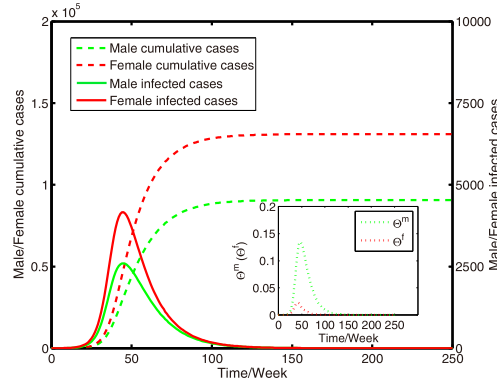 x 10^5
2
10000
Male cumulative cases
Female cumulative cases
Male infected cases
Female infected cases
1.5
7500
1
5000
0.5
2500
0
0
0
50
100
150
200
250
Time/Week
Male/Female cumulative cases
Male/Female infected cases
0.2
0.15
0.1
0.05
0
0 50 100 150 200 250
Time/Week
Θ^m (Θ^f)
Θ^m
Θ^f